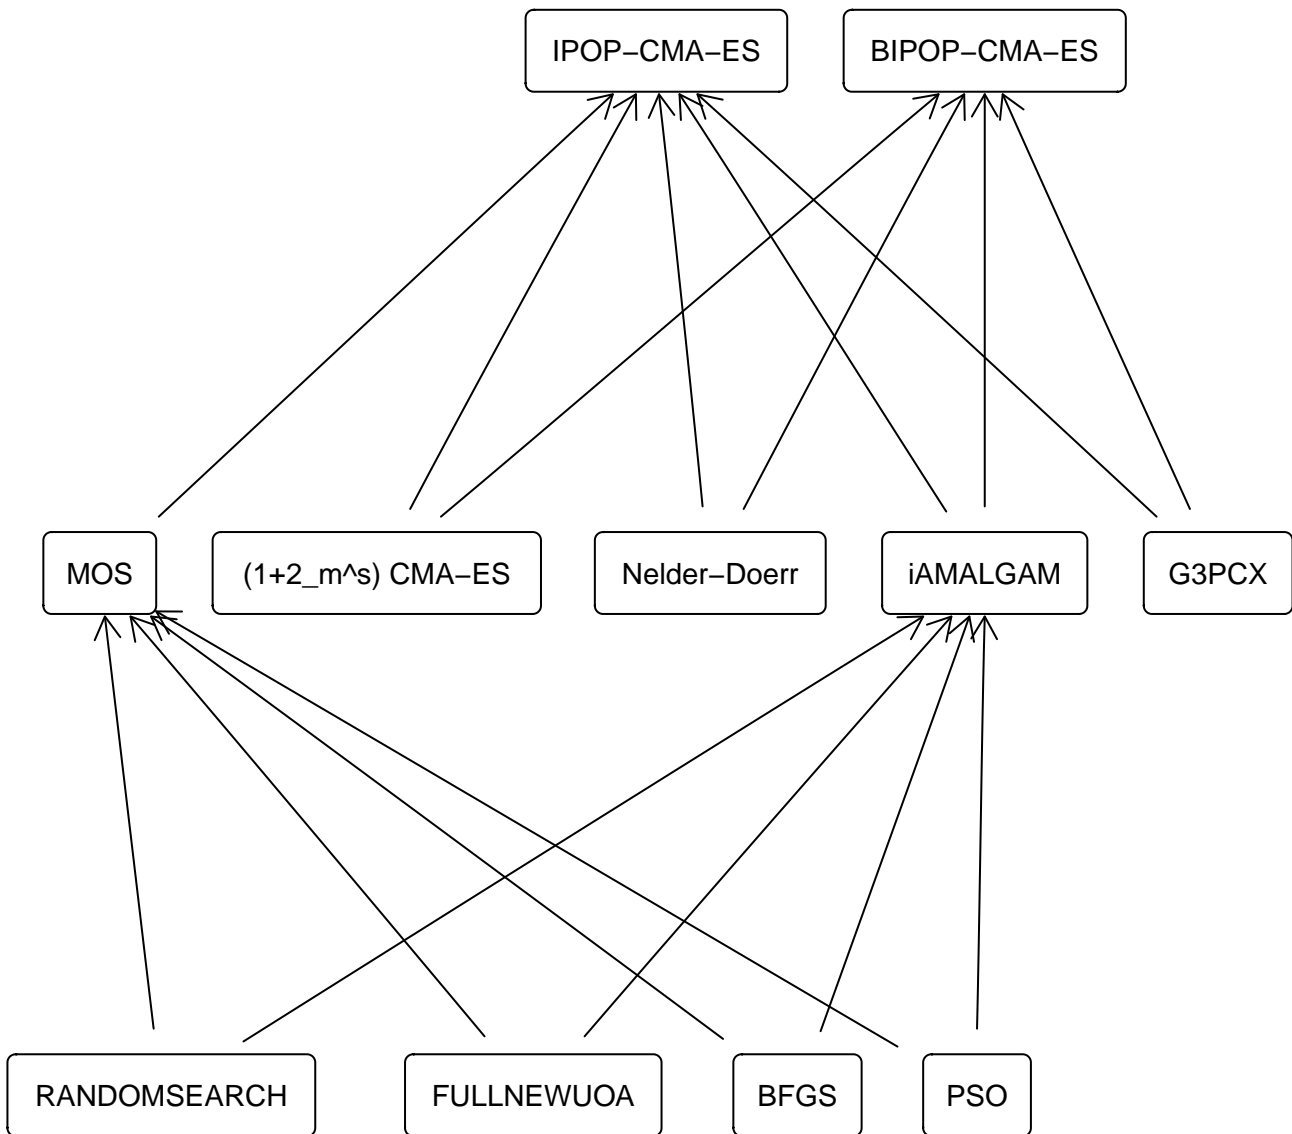 IPOP−CMA−ES
BIPOP−CMA−ES
MOS
(1+2_m^s) CMA−ES
Nelder−Doerr
iAMALGAM
G3PCX
RANDOMSEARCH
FULLNEWUOA
BFGS
PSO